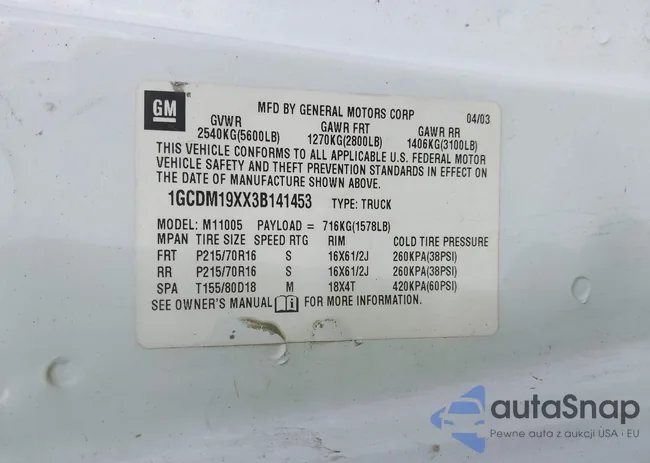 GM
MFD BY GENERAL MOTORS CORP 04/03
GVWR GAWR FRT GAWR RR
2540KG(5600LB) 1270KG(2800LB) 1406KG(3100LB)
THIS VEHICLE CONFORMS TO ALL APPLICABLE U.S. FEDERAL MOTOR
VEHICLE SAFETY AND THEFT PREVENTION STANDARDS IN EFFECT ON
THE DATE OF MANUFACTURE SHOWN ABOVE.
1GCDM19XX3B141453 TYPE: TRUCK
MODEL: M11005 PAYLOAD = 716KG(1578LB)
MPAN TIRE SIZE SPEED RTG RIM COLD TIRE PRESSURE
FRT P215/70R16 S 16X61/2J 260KPA(38PSI)
RR P215/70R16 S 16X61/2J 260KPA(38PSI)
SPA T155/80D18 M 18X4T 420KPA(60PSI)
SEE OWNER'S MANUAL FOR MORE INFORMATION.
autaSnap
Pewne auta z aukcji USA i EU